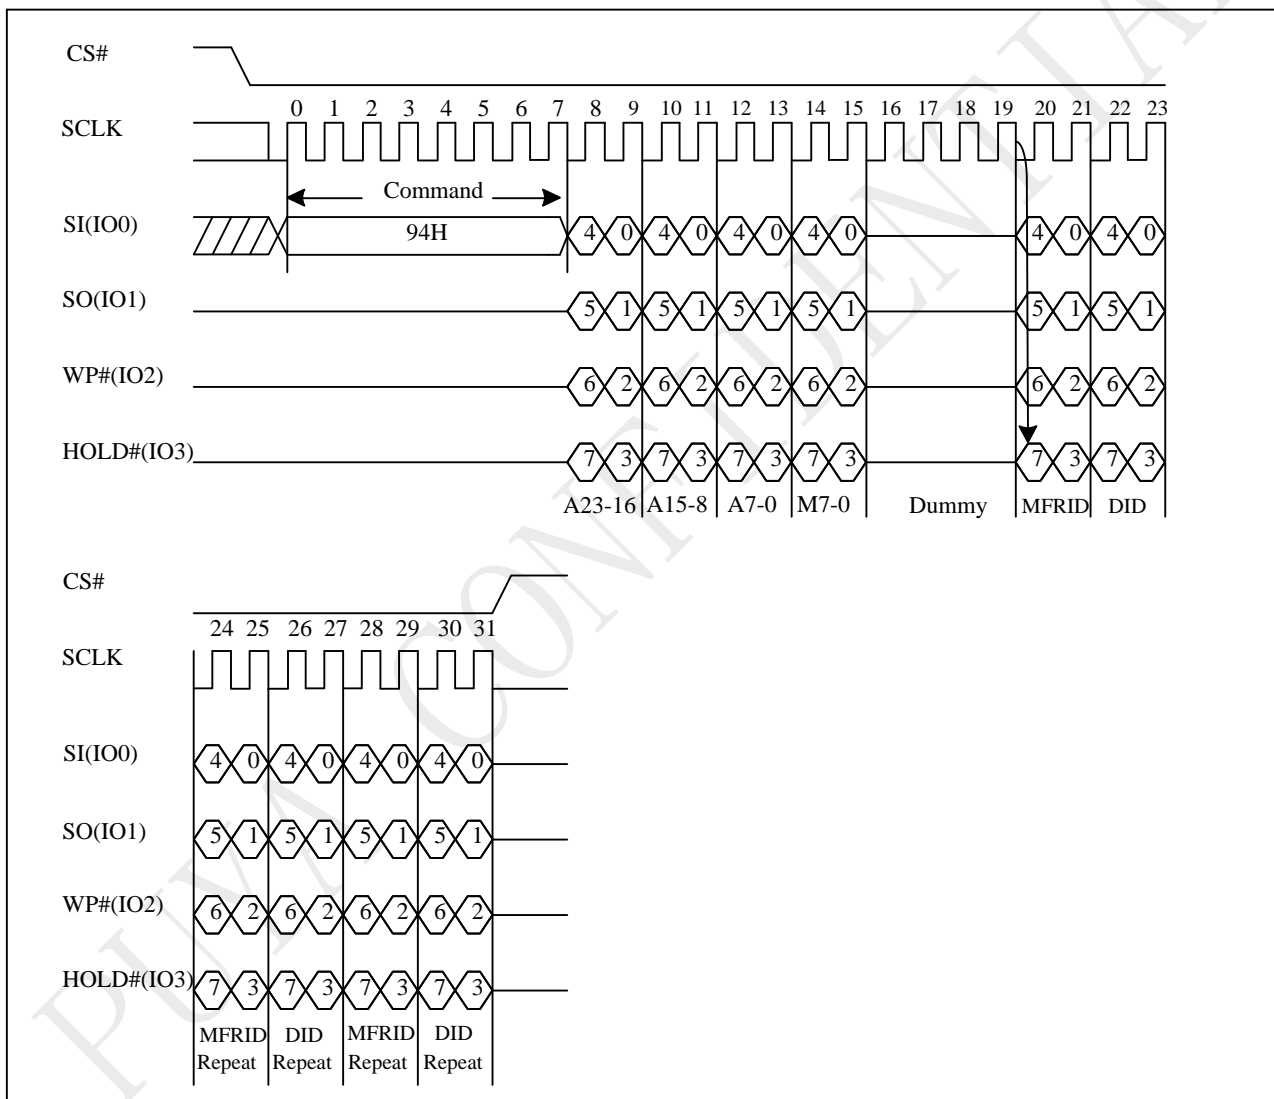 CS#
0 1 2 3 4 5 6 7 8 9 10 11 12 13 14 15 16 17 18 19 20 21 22 23
SCLK
Command
SI(IO0) 94H 4 0 4 0 4 0 4 0 4 0 4 0
SO(IO1) 5 1 5 1 5 1 5 1 5 1 5 1
WP#(IO2) 6 2 6 2 6 2 6 2 6 2 6 2
HOLD#(IO3) 7 3 7 3 7 3 7 3 7 3 7 3
A23-16 A15-8 A7-0 M7-0 Dummy MFRID DID
CS#
24 25 26 27 28 29 30 31
SCLK
SI(IO0) 4 0 4 0 4 0 4 0
SO(IO1) 5 1 5 1 5 1 5 1
WP#(IO2) 6 2 6 2 6 2 6 2
HOLD#(IO3) 7 3 7 3 7 3 7 3
MFRID DID MFRID DID
Repeat Repeat Repeat Repeat
PUYA CONFIDENTIAL